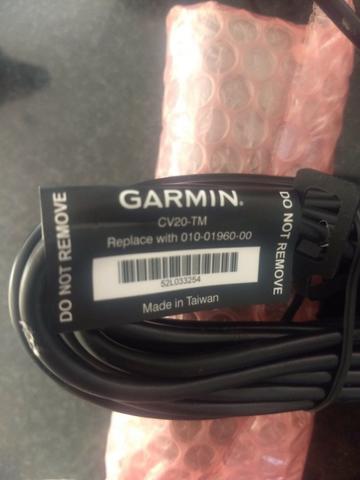 DO NOT REMOVE
GARMIN.
CV20-TM
Replace with 010-01960-00
52L033254
Made in Taiwan
DO NOT REMOVE